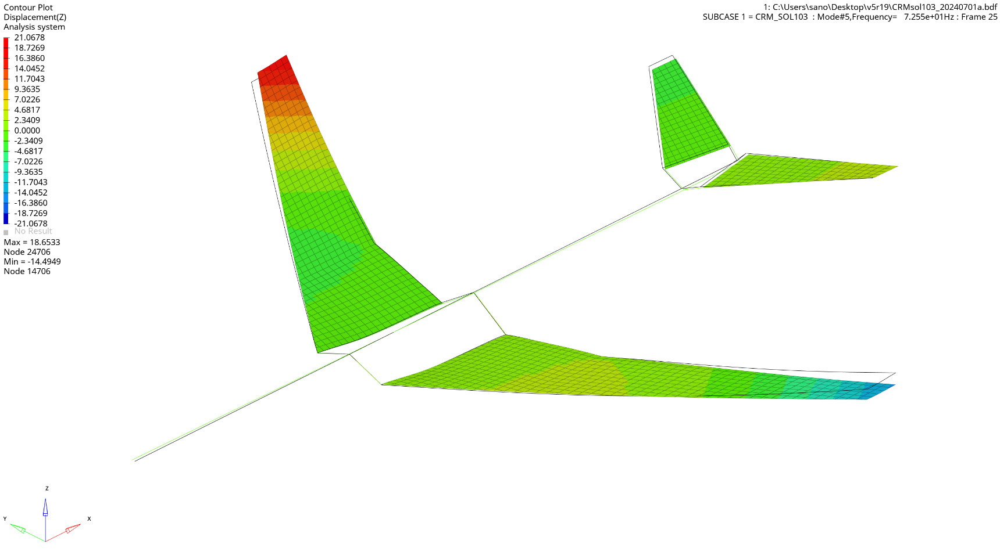 Contour Plot
Displacement(Z)
Analysis system
21.0678
18.7269
16.3860
14.0452
11.7043
9.3635
7.0226
4.6817
2.3409
0.0000
-2.3409
-4.6817
-7.0226
-9.3635
-11.7043
-14.0452
-16.3860
-18.7269
-21.0678
No Result
Max = 18.6533
Node 24706
Min = -14.4949
Node 14706
1: C:\Users\sano\Desktop\v5r19\CRMsol103_20240701a.bdf
SUBCASE 1 = CRM_SOL103  : Mode#5,Frequency=   7.255e+01Hz : Frame 25
Z
Y
X